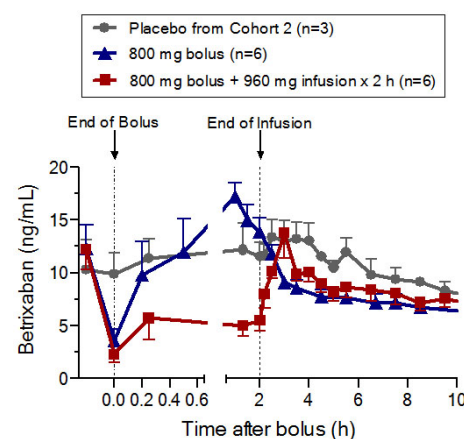 Placebo from Cohort 2 (n=3)
800 mg bolus (n=6)
800 mg bolus + 960 mg infusion x 2 h (n=6)
End of Bolus
End of Infusion
20
15
10
5
0
Betrixaban (ng/mL)
0.0 0.2 0.4 0.6 2 4 6 8 10
Time after bolus (h)